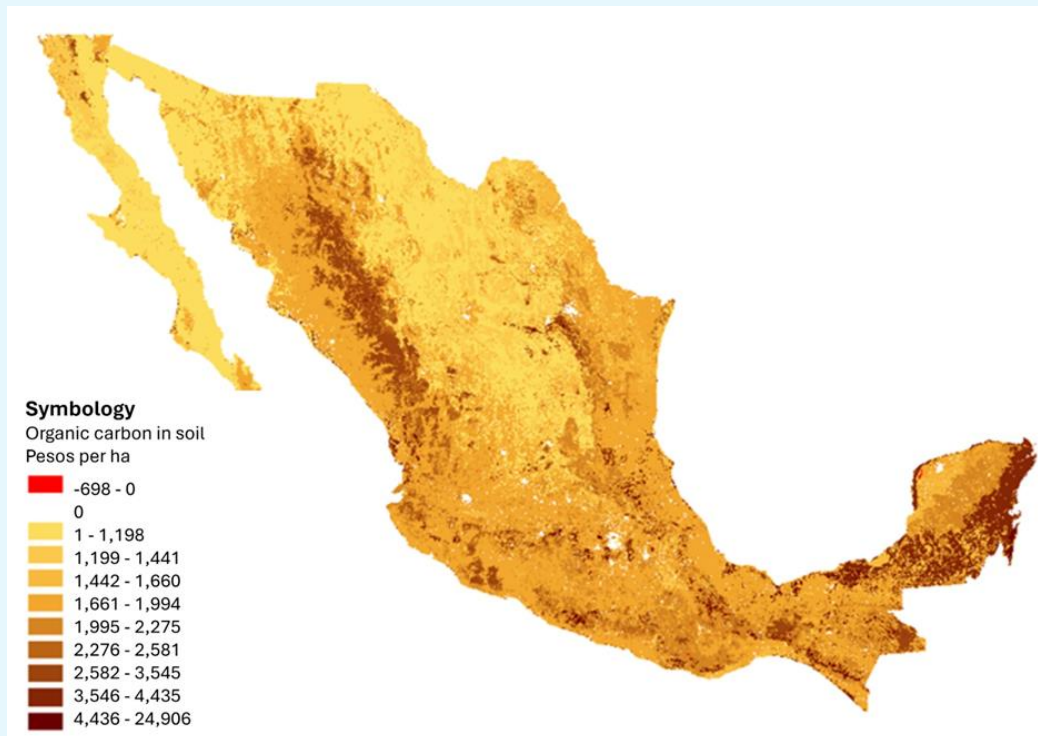 Symbology
Organic carbon in soil
Pesos per ha
-698 - 0
0
1 - 1,198
1,199 - 1,441
1,442 - 1,660
1,661 - 1,994
1,995 - 2,275
2,276 - 2,581
2,582 - 3,545
3,546 - 4,435
4,436 - 24,906